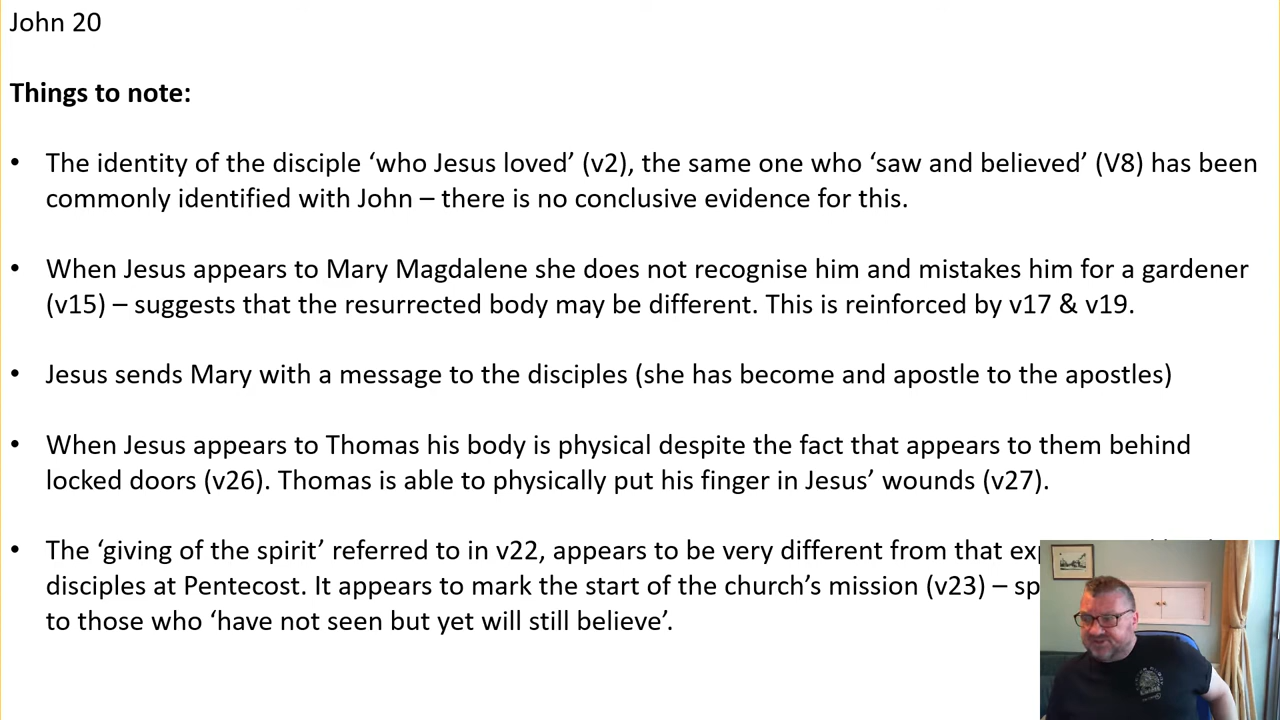 John 20
Things to note:
• The identity of the disciple ‘who Jesus loved’ (v2), the same one who ‘saw and believed’ (V8) has been
commonly identified with John – there is no conclusive evidence for this.
• When Jesus appears to Mary Magdalene she does not recognise him and mistakes him for a gardener
(v15) – suggests that the resurrected body may be different. This is reinforced by v17 & v19.
• Jesus sends Mary with a message to the disciples (she has become and apostle to the apostles)
• When Jesus appears to Thomas his body is physical despite the fact that appears to them behind
locked doors (v26). Thomas is able to physically put his finger in Jesus’ wounds (v27).
• The ‘giving of the spirit’ referred to in v22, appears to be very different from that
disciples at Pentecost. It appears to mark the start of the church’s mission (v23) –
to those who ‘have not seen but yet will still believe’.